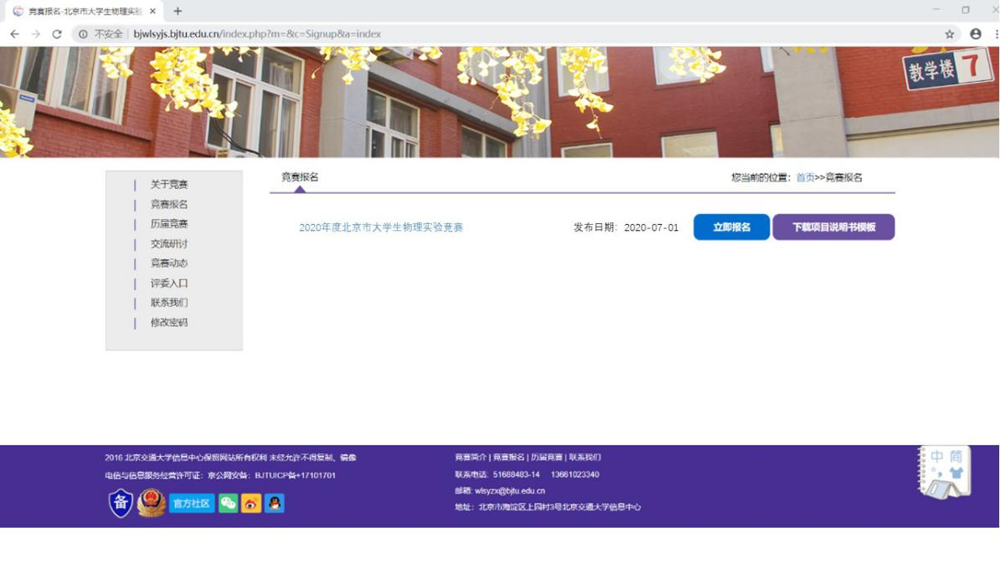 竞赛报名-北京市大学生物理实验
不安全 | bjwlsyjs.bjtu.edu.cn/index.php?m=&c=Signup&a=index
教学楼 7
关于竞赛
竞赛报名
历届竞赛
交流研讨
竞赛动态
评委入口
联系我们
修改密码
竞赛报名
您当前的位置：首页>>竞赛报名
2020年度北京市大学生物理实验竞赛 发布日期：2020-07-01 立即报名 下载项目说明书模板
2016 北京交通大学信息中心保留网站所有权利 未经允许不得复制、镜像
电信与信息服务经营许可证：京公网安备：BJTUICP备+17101701
备 官方社区
竞赛简介 | 竞赛报名 | 历届竞赛 | 联系我们
联系电话: 51688483-14 13661023340
邮箱: wlsyzx@bjtu.edu.cn
地址：北京市海淀区上园村3号北京交通大学信息中心
中 简